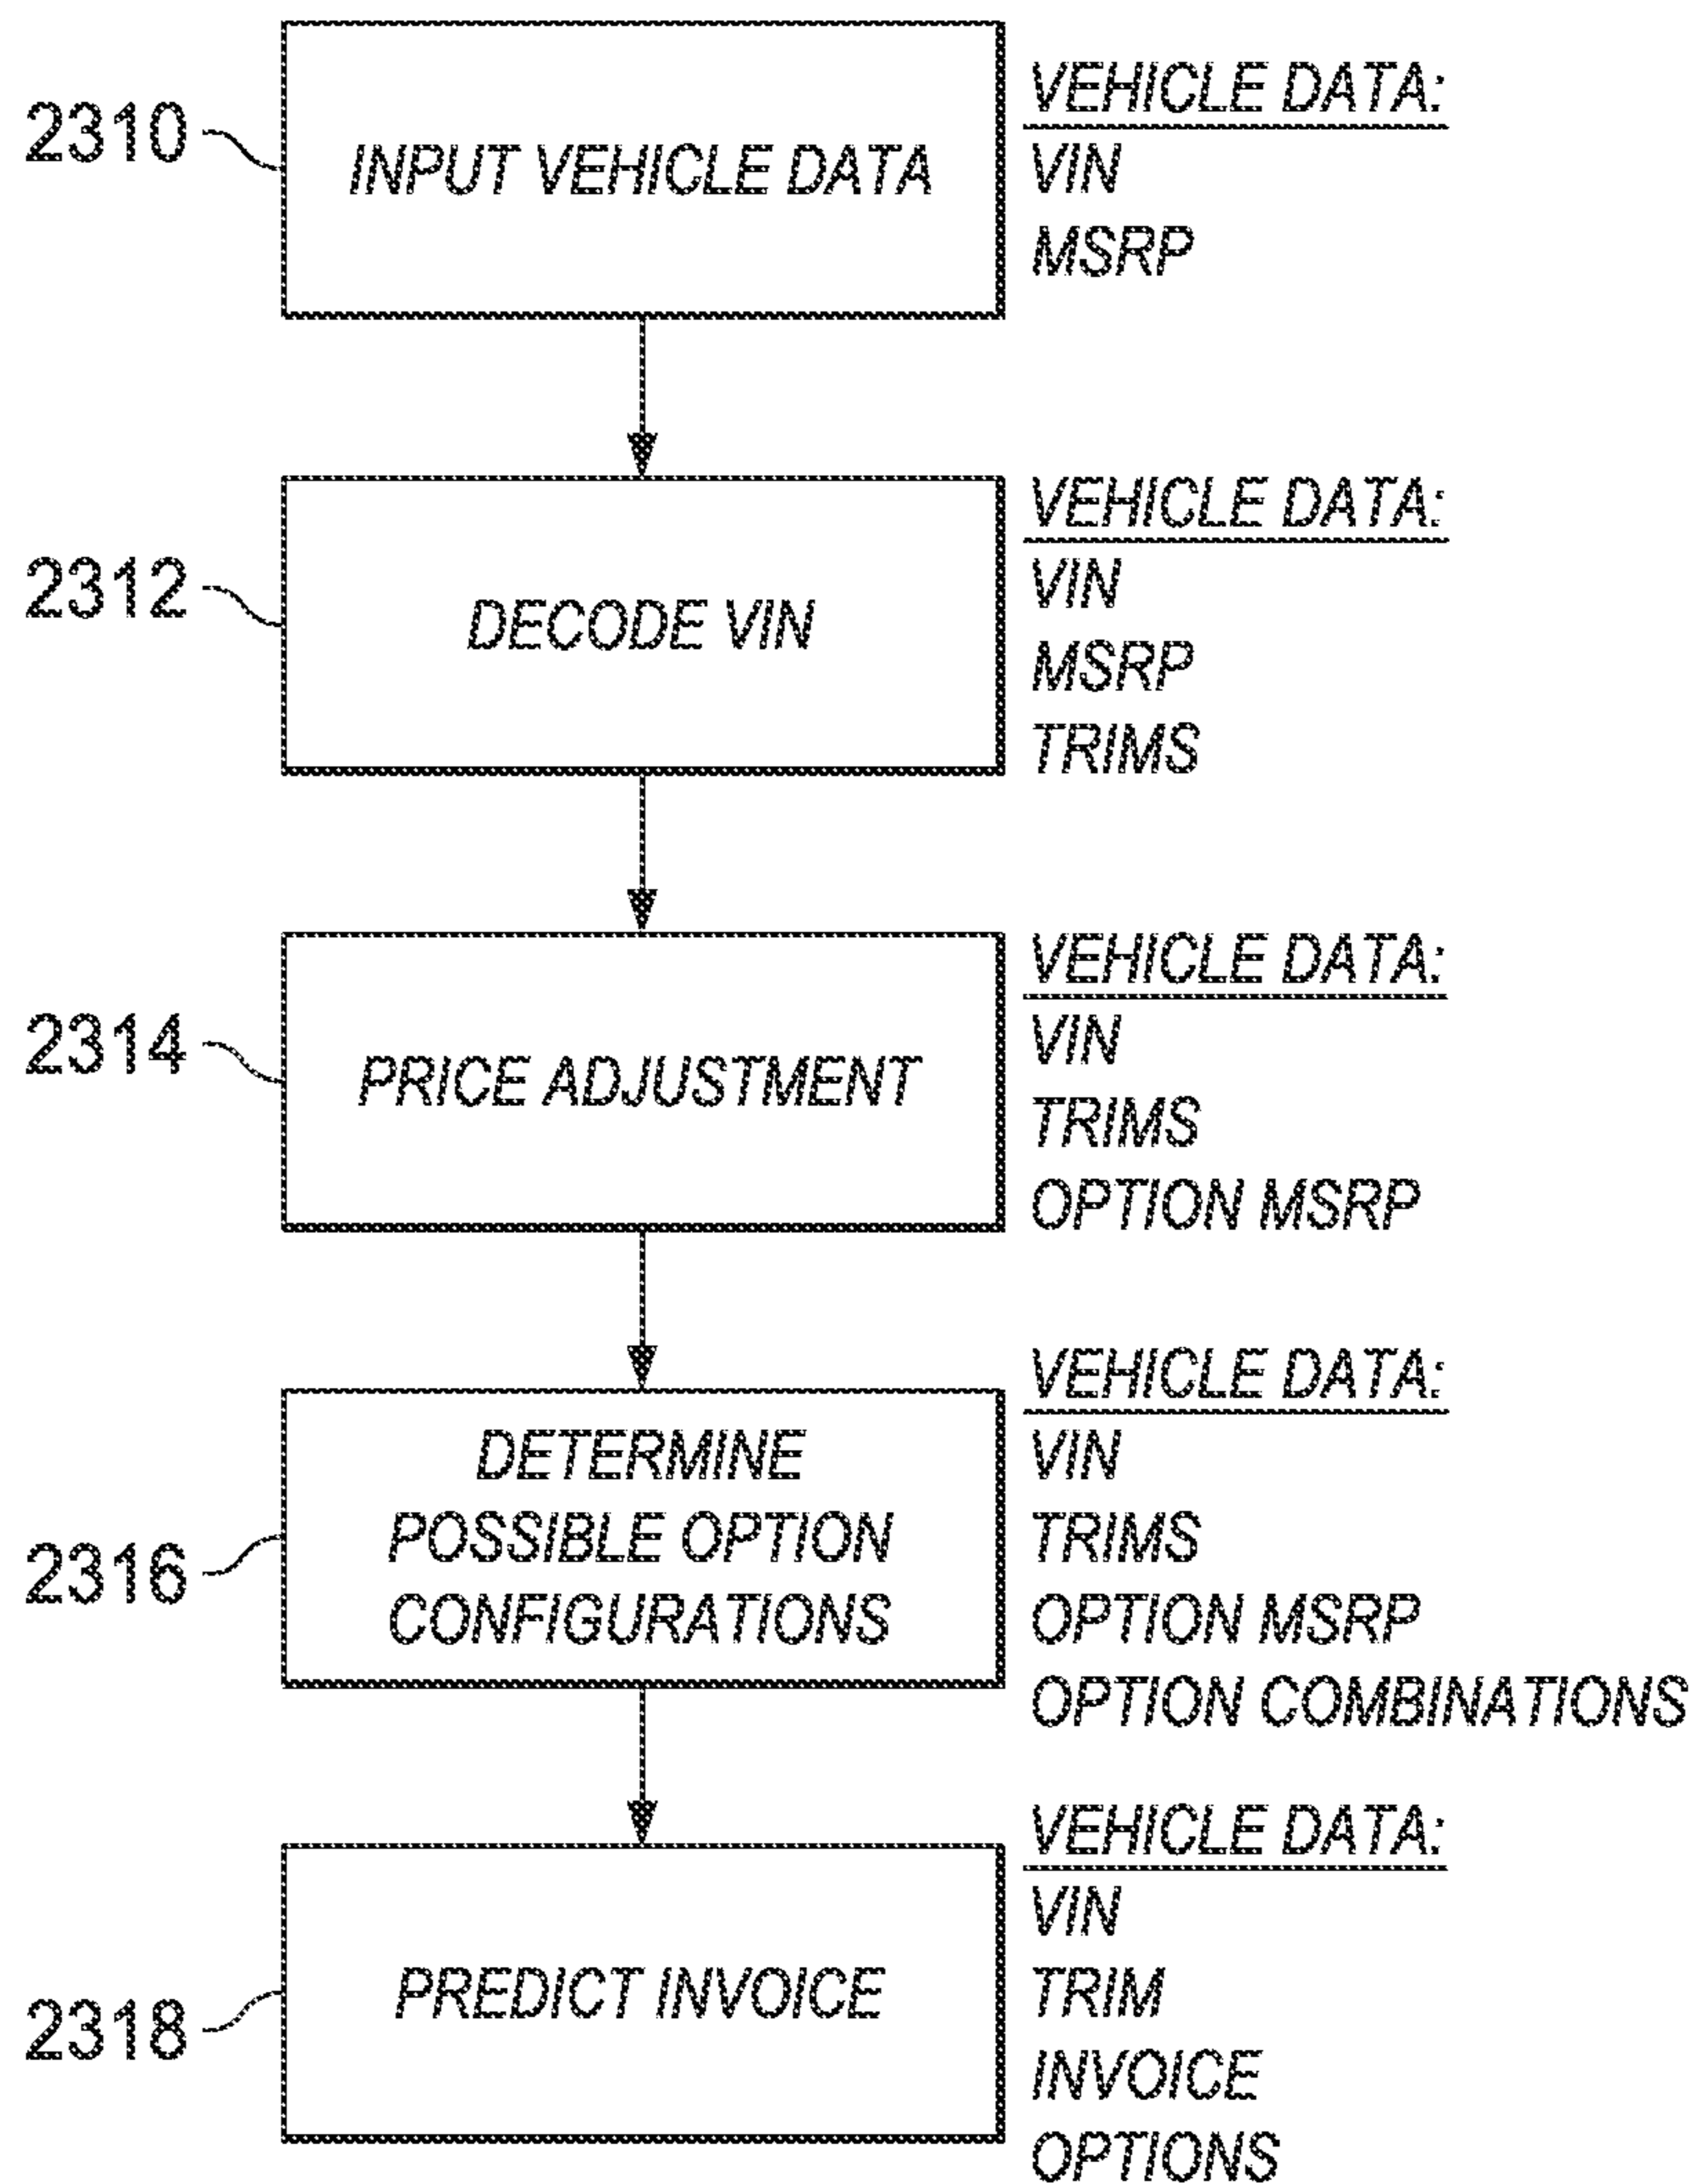 2310
INPUT VEHICLE DATA
VEHICLE DATA:
VIN
MSRP
2312
DECODE VIN
VEHICLE DATA:
VIN
MSRP
TRIMS
2314
PRICE ADJUSTMENT
VEHICLE DATA:
VIN
TRIMS
OPTION MSRP
2316
DETERMINE
POSSIBLE OPTION
CONFIGURATIONS
VEHICLE DATA:
VIN
TRIMS
OPTION MSRP
OPTION COMBINATIONS
2318
PREDICT INVOICE
VEHICLE DATA:
VIN
TRIM
INVOICE
OPTIONS